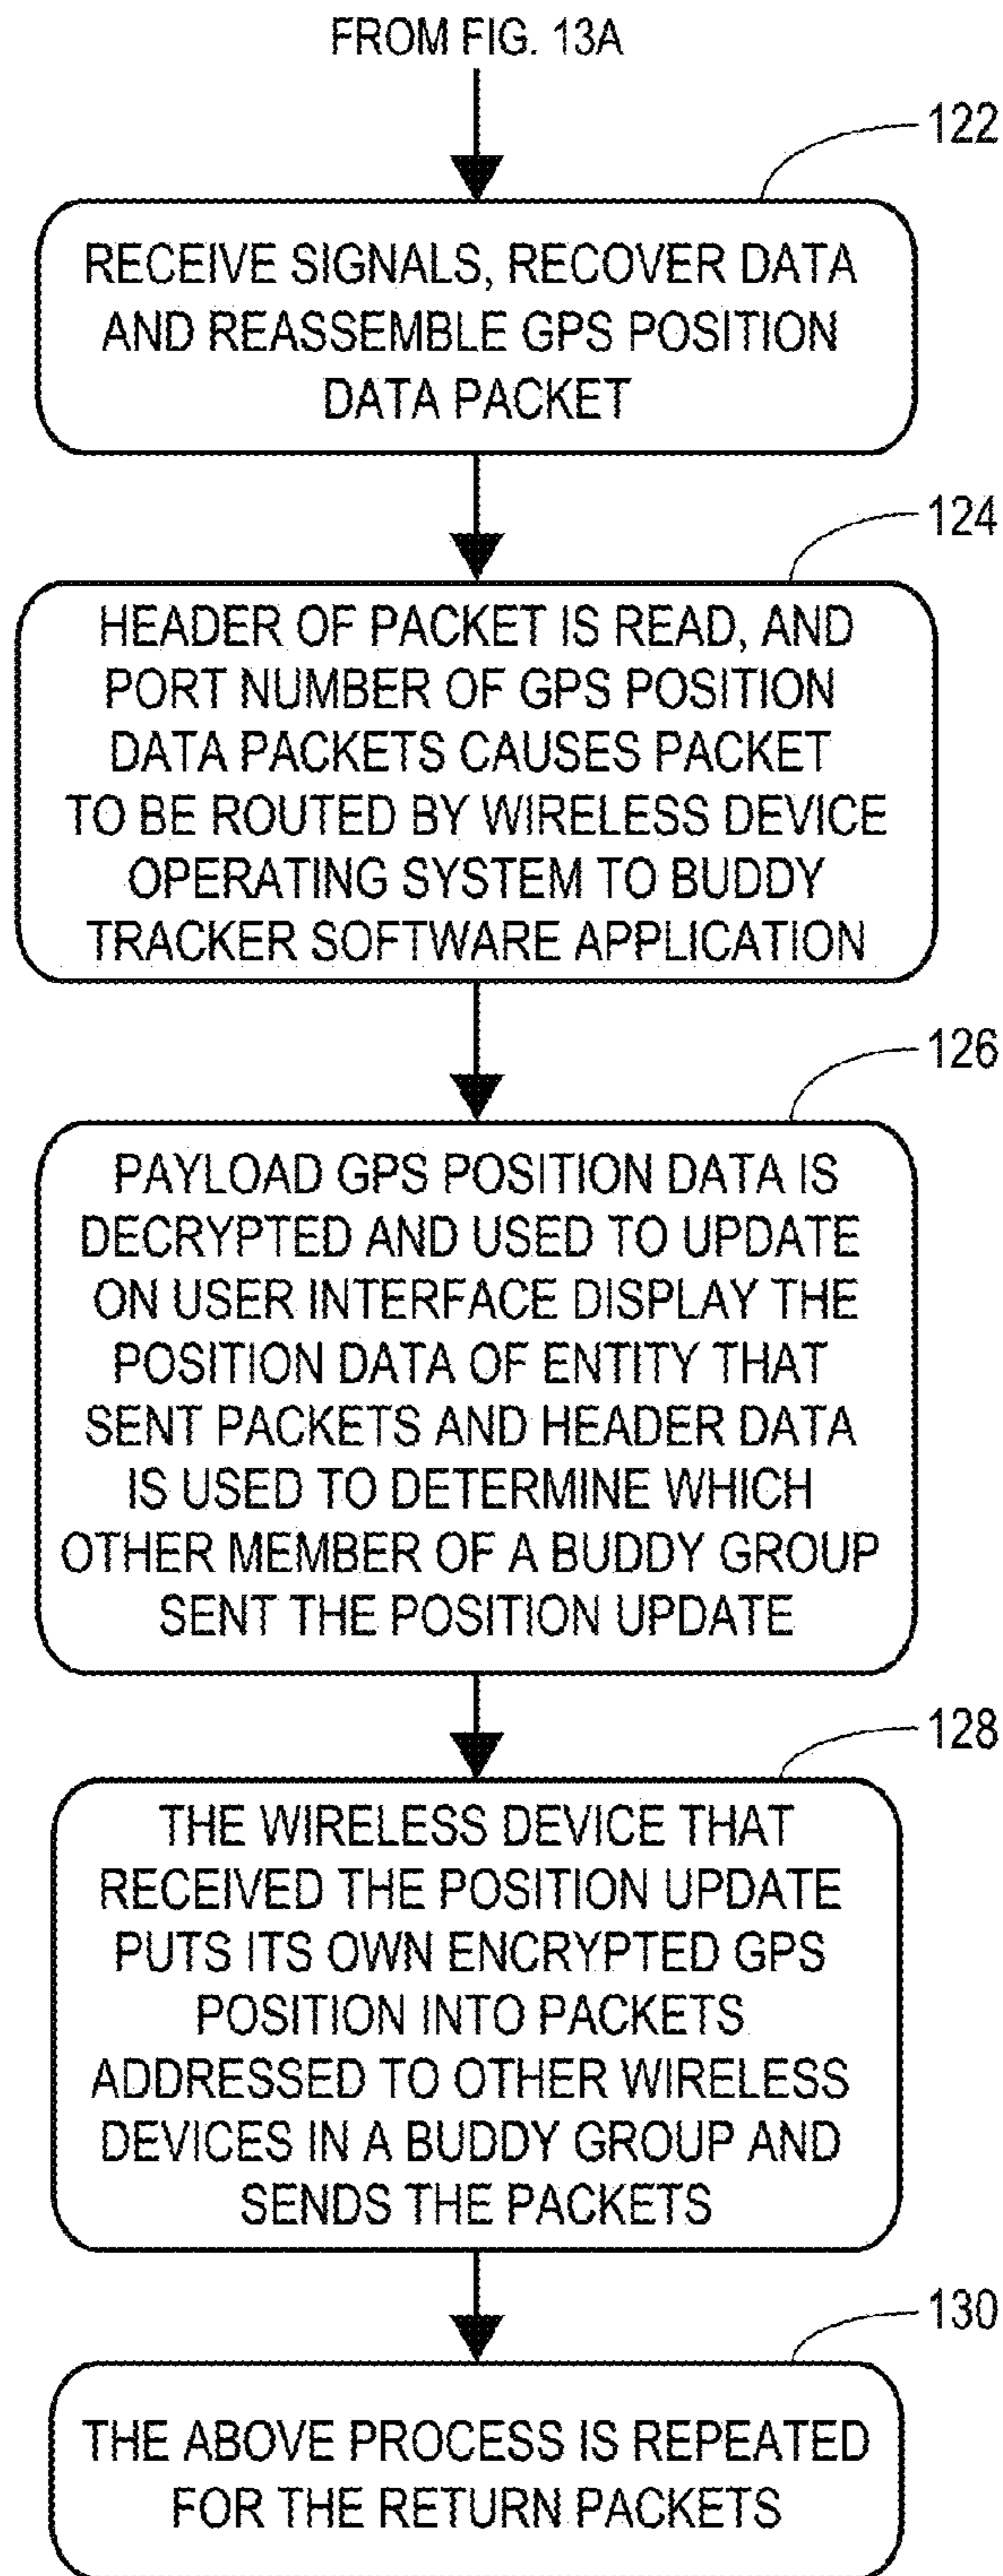 FROM FIG. 13A
122
RECEIVE SIGNALS, RECOVER DATA
AND REASSEMBLE GPS POSITION
DATA PACKET
124
HEADER OF PACKET IS READ, AND
PORT NUMBER OF GPS POSITION
DATA PACKETS CAUSES PACKET
TO BE ROUTED BY WIRELESS DEVICE
OPERATING SYSTEM TO BUDDY
TRACKER SOFTWARE APPLICATION
126
PAYLOAD GPS POSITION DATA IS
DECRYPTED AND USED TO UPDATE
ON USER INTERFACE DISPLAY THE
POSITION DATA OF ENTITY THAT
SENT PACKETS AND HEADER DATA
IS USED TO DETERMINE WHICH
OTHER MEMBER OF A BUDDY GROUP
SENT THE POSITION UPDATE
128
THE WIRELESS DEVICE THAT
RECEIVED THE POSITION UPDATE
PUTS ITS OWN ENCRYPTED GPS
POSITION INTO PACKETS
ADDRESSED TO OTHER WIRELESS
DEVICES IN A BUDDY GROUP AND
SENDS THE PACKETS
130
THE ABOVE PROCESS IS REPEATED
FOR THE RETURN PACKETS